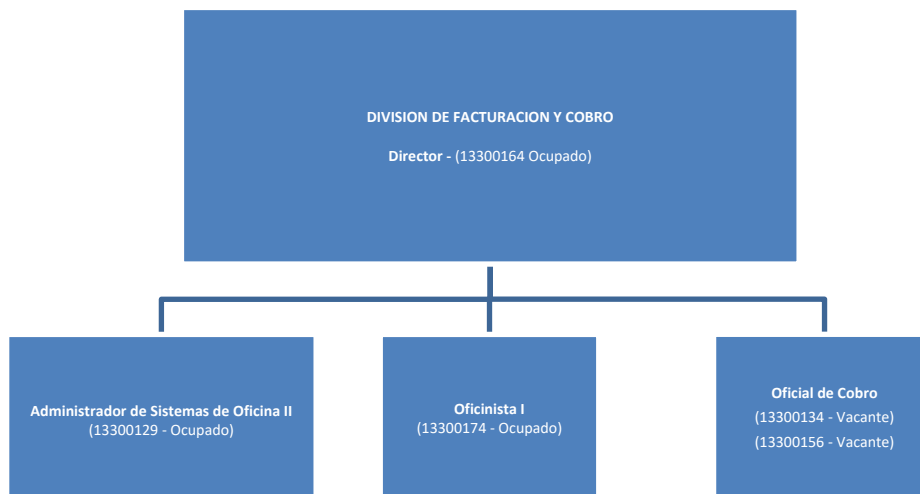 DIVISION DE FACTURACION Y COBRO
Director - (13300164 Ocupado)
Administrador de Sistemas de Oficina II
(13300129 - Ocupado)
Oficinista I
(13300174 - Ocupado)
Oficial de Cobro
(13300134 - Vacante)
(13300156 - Vacante)